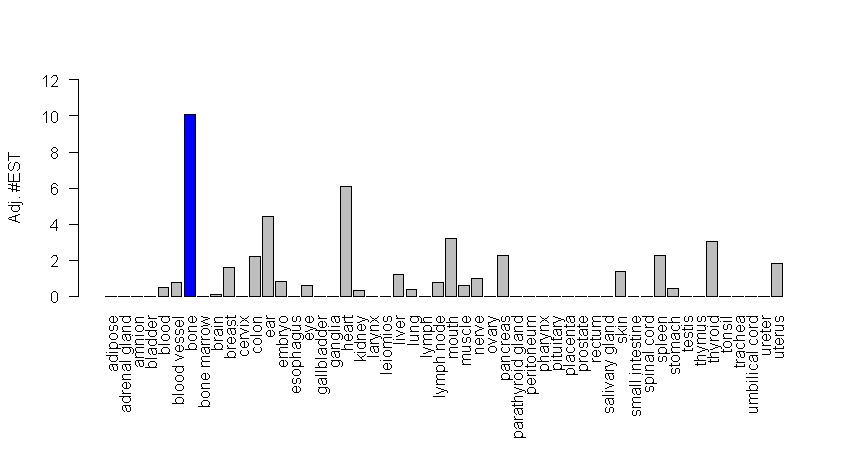 Adj. #EST
12
10
8
6
4
2
0
adipose
adrenal gland
amnion
bladder
blood
blood vessel
bone
bone marrow
brain
breast
cervix
colon
ear
embryo
esophagus
eye
gallbladder
ganglia
heart
kidney
larynx
leiomios
liver
lung
lymph
lymph node
mouth
muscle
nerve
ovary
pancreas
parathyroid gland
peritoneum
pharynx
pituitary
placenta
prostate
rectum
salivary gland
skin
small intestine
spinal cord
spleen
stomach
testis
thymus
thyroid
tonsil
trachea
umbilical cord
ureter
uterus